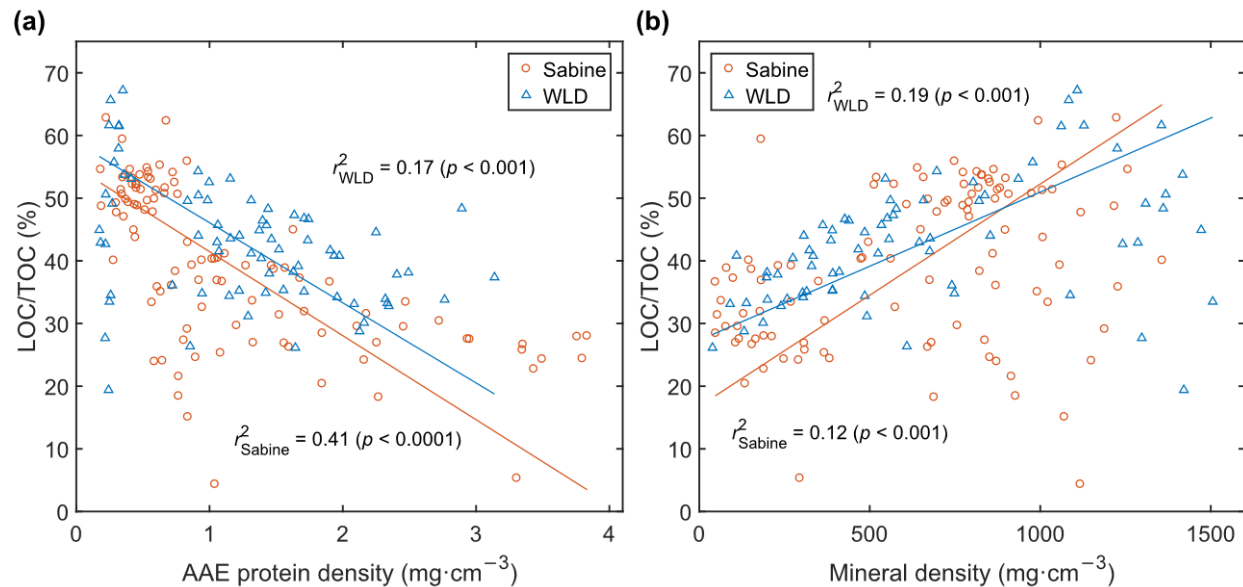 (a)
70
60
50
40
30
20
10
0
LOC/TOC (%)
Sabine
WLD
r²WLD = 0.17 (p < 0.001)
r²Sabine = 0.41 (p < 0.0001)
0 1 2 3 4
AAE protein density (mg·cm⁻³)
(b)
70
60
50
40
30
20
10
0
LOC/TOC (%)
Sabine
WLD
r²WLD = 0.19 (p < 0.001)
r²Sabine = 0.12 (p < 0.001)
0 500 1000 1500
Mineral density (mg·cm⁻³)